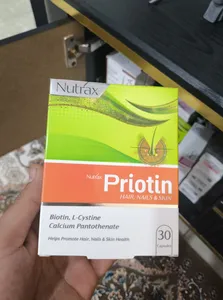 Nutrax
Nutrax
Priotin
HAIR, NAILS & SKIN
Biotin, L-Cystine
Calcium Pantothenate
Helps Promote Hair, Nails & Skin Health
30
Capsules